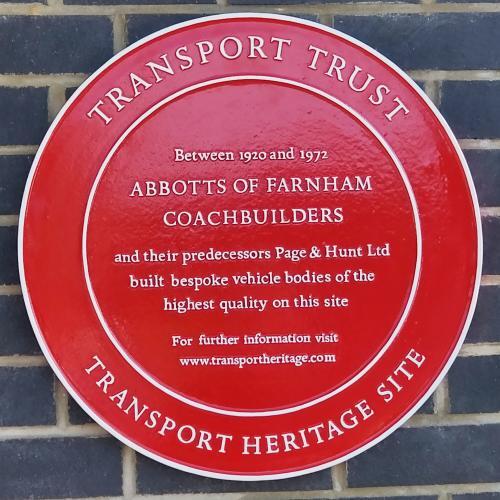 TRANSPORT TRUST
Between 1920 and 1972
ABBOTTS OF FARNHAM
COACHBUILDERS
and their predecessors Page & Hunt Ltd
built bespoke vehicle bodies of the
highest quality on this site
For further information visit
www.transportheritage.com
TRANSPORT HERITAGE SITE